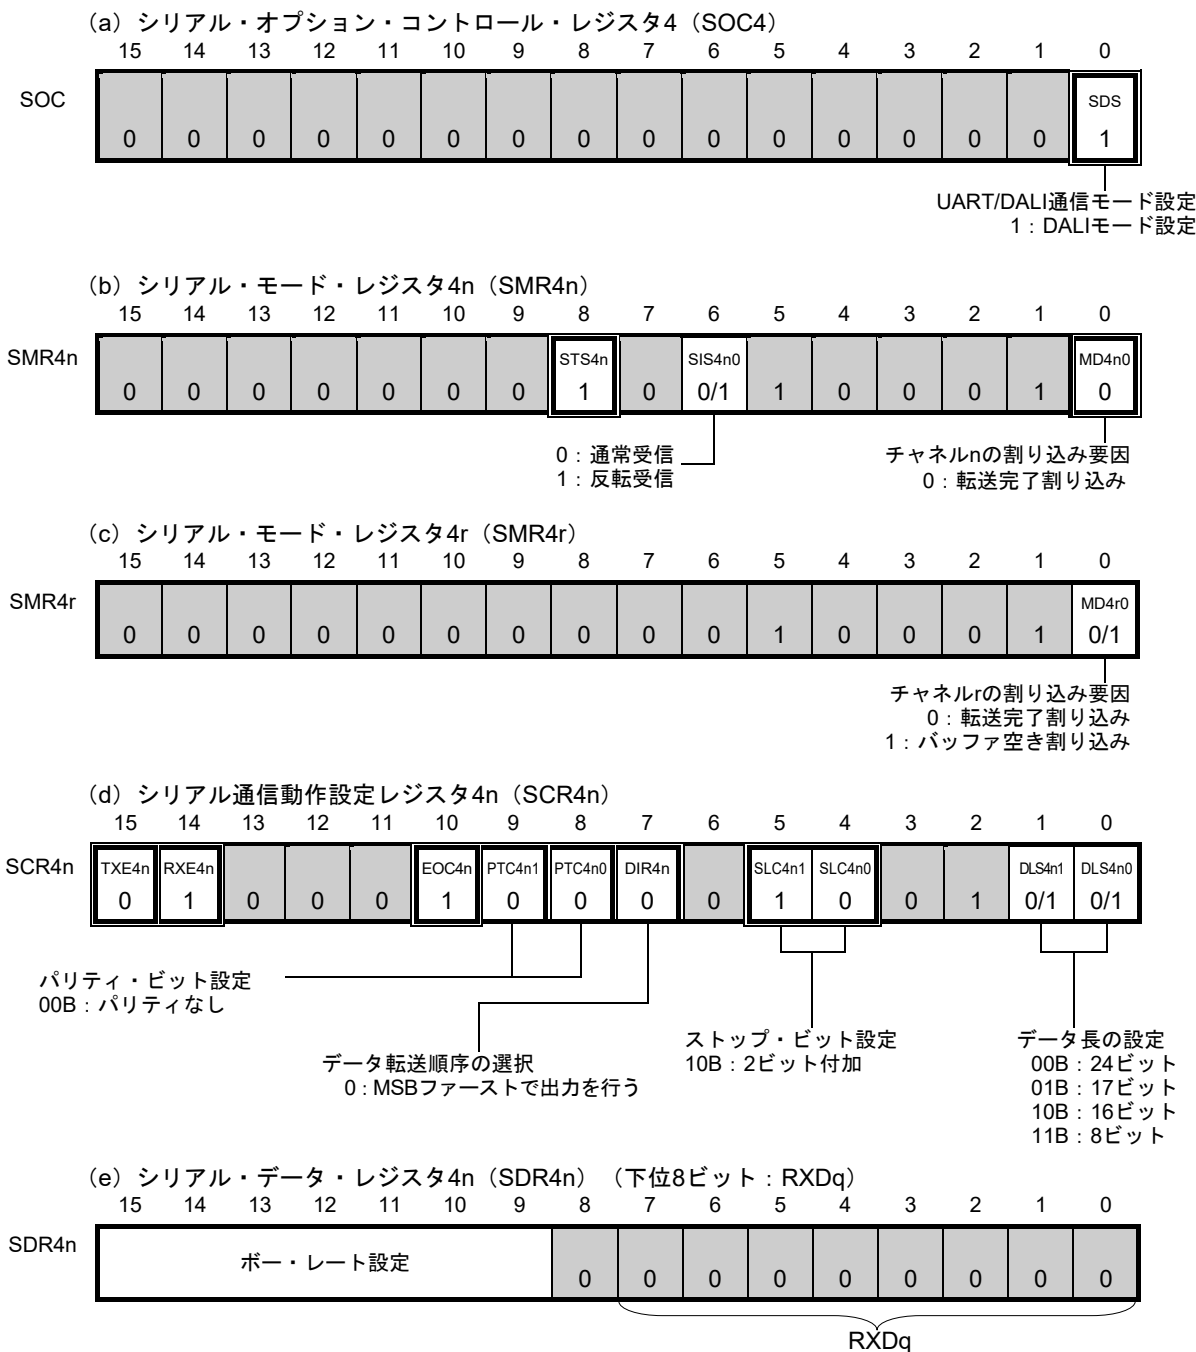 (a) シリアル・オプション・コントロール・レジスタ4 (SOC4)
15 14 13 12 11 10 9 8 7 6 5 4 3 2 1 0
SOC
SDS
0 0 0 0 0 0 0 0 0 0 0 0 0 0 0 1
UART/DALI通信モード設定
1：DALIモード設定
(b) シリアル・モード・レジスタ4n (SMR4n)
15 14 13 12 11 10 9 8 7 6 5 4 3 2 1 0
SMR4n
STS4n SIS4n0 MD4n0
0 0 0 0 0 0 0 1 0 0/1 1 0 0 0 1 0
0：通常受信
1：反転受信
チャネルnの割り込み要因
0：転送完了割り込み
(c) シリアル・モード・レジスタ4r (SMR4r)
15 14 13 12 11 10 9 8 7 6 5 4 3 2 1 0
SMR4r
MD4r0
0 0 0 0 0 0 0 0 0 0 1 0 0 0 1 0/1
チャネルrの割り込み要因
0：転送完了割り込み
1：バッファ空き割り込み
(d) シリアル通信動作設定レジスタ4n (SCR4n)
15 14 13 12 11 10 9 8 7 6 5 4 3 2 1 0
SCR4n
TXE4n RXE4n EOC4n PTC4n1 PTC4n0 DIR4n SLC4n1 SLC4n0 DLS4n1 DLS4n0
0 1 0 0 0 1 0 0 0 0 1 0 0 1 0/1 0/1
パリティ・ビット設定
00B：パリティなし
データ転送順序の選択
0：MSBファーストで出力を行う
ストップ・ビット設定
10B：2ビット付加
データ長の設定
00B：24ビット
01B：17ビット
10B：16ビット
11B：8ビット
(e) シリアル・データ・レジスタ4n (SDR4n) (下位8ビット：RXDq)
15 14 13 12 11 10 9 8 7 6 5 4 3 2 1 0
SDR4n
ボー・レート設定
0 0 0 0 0 0 0 0 0
RXDq